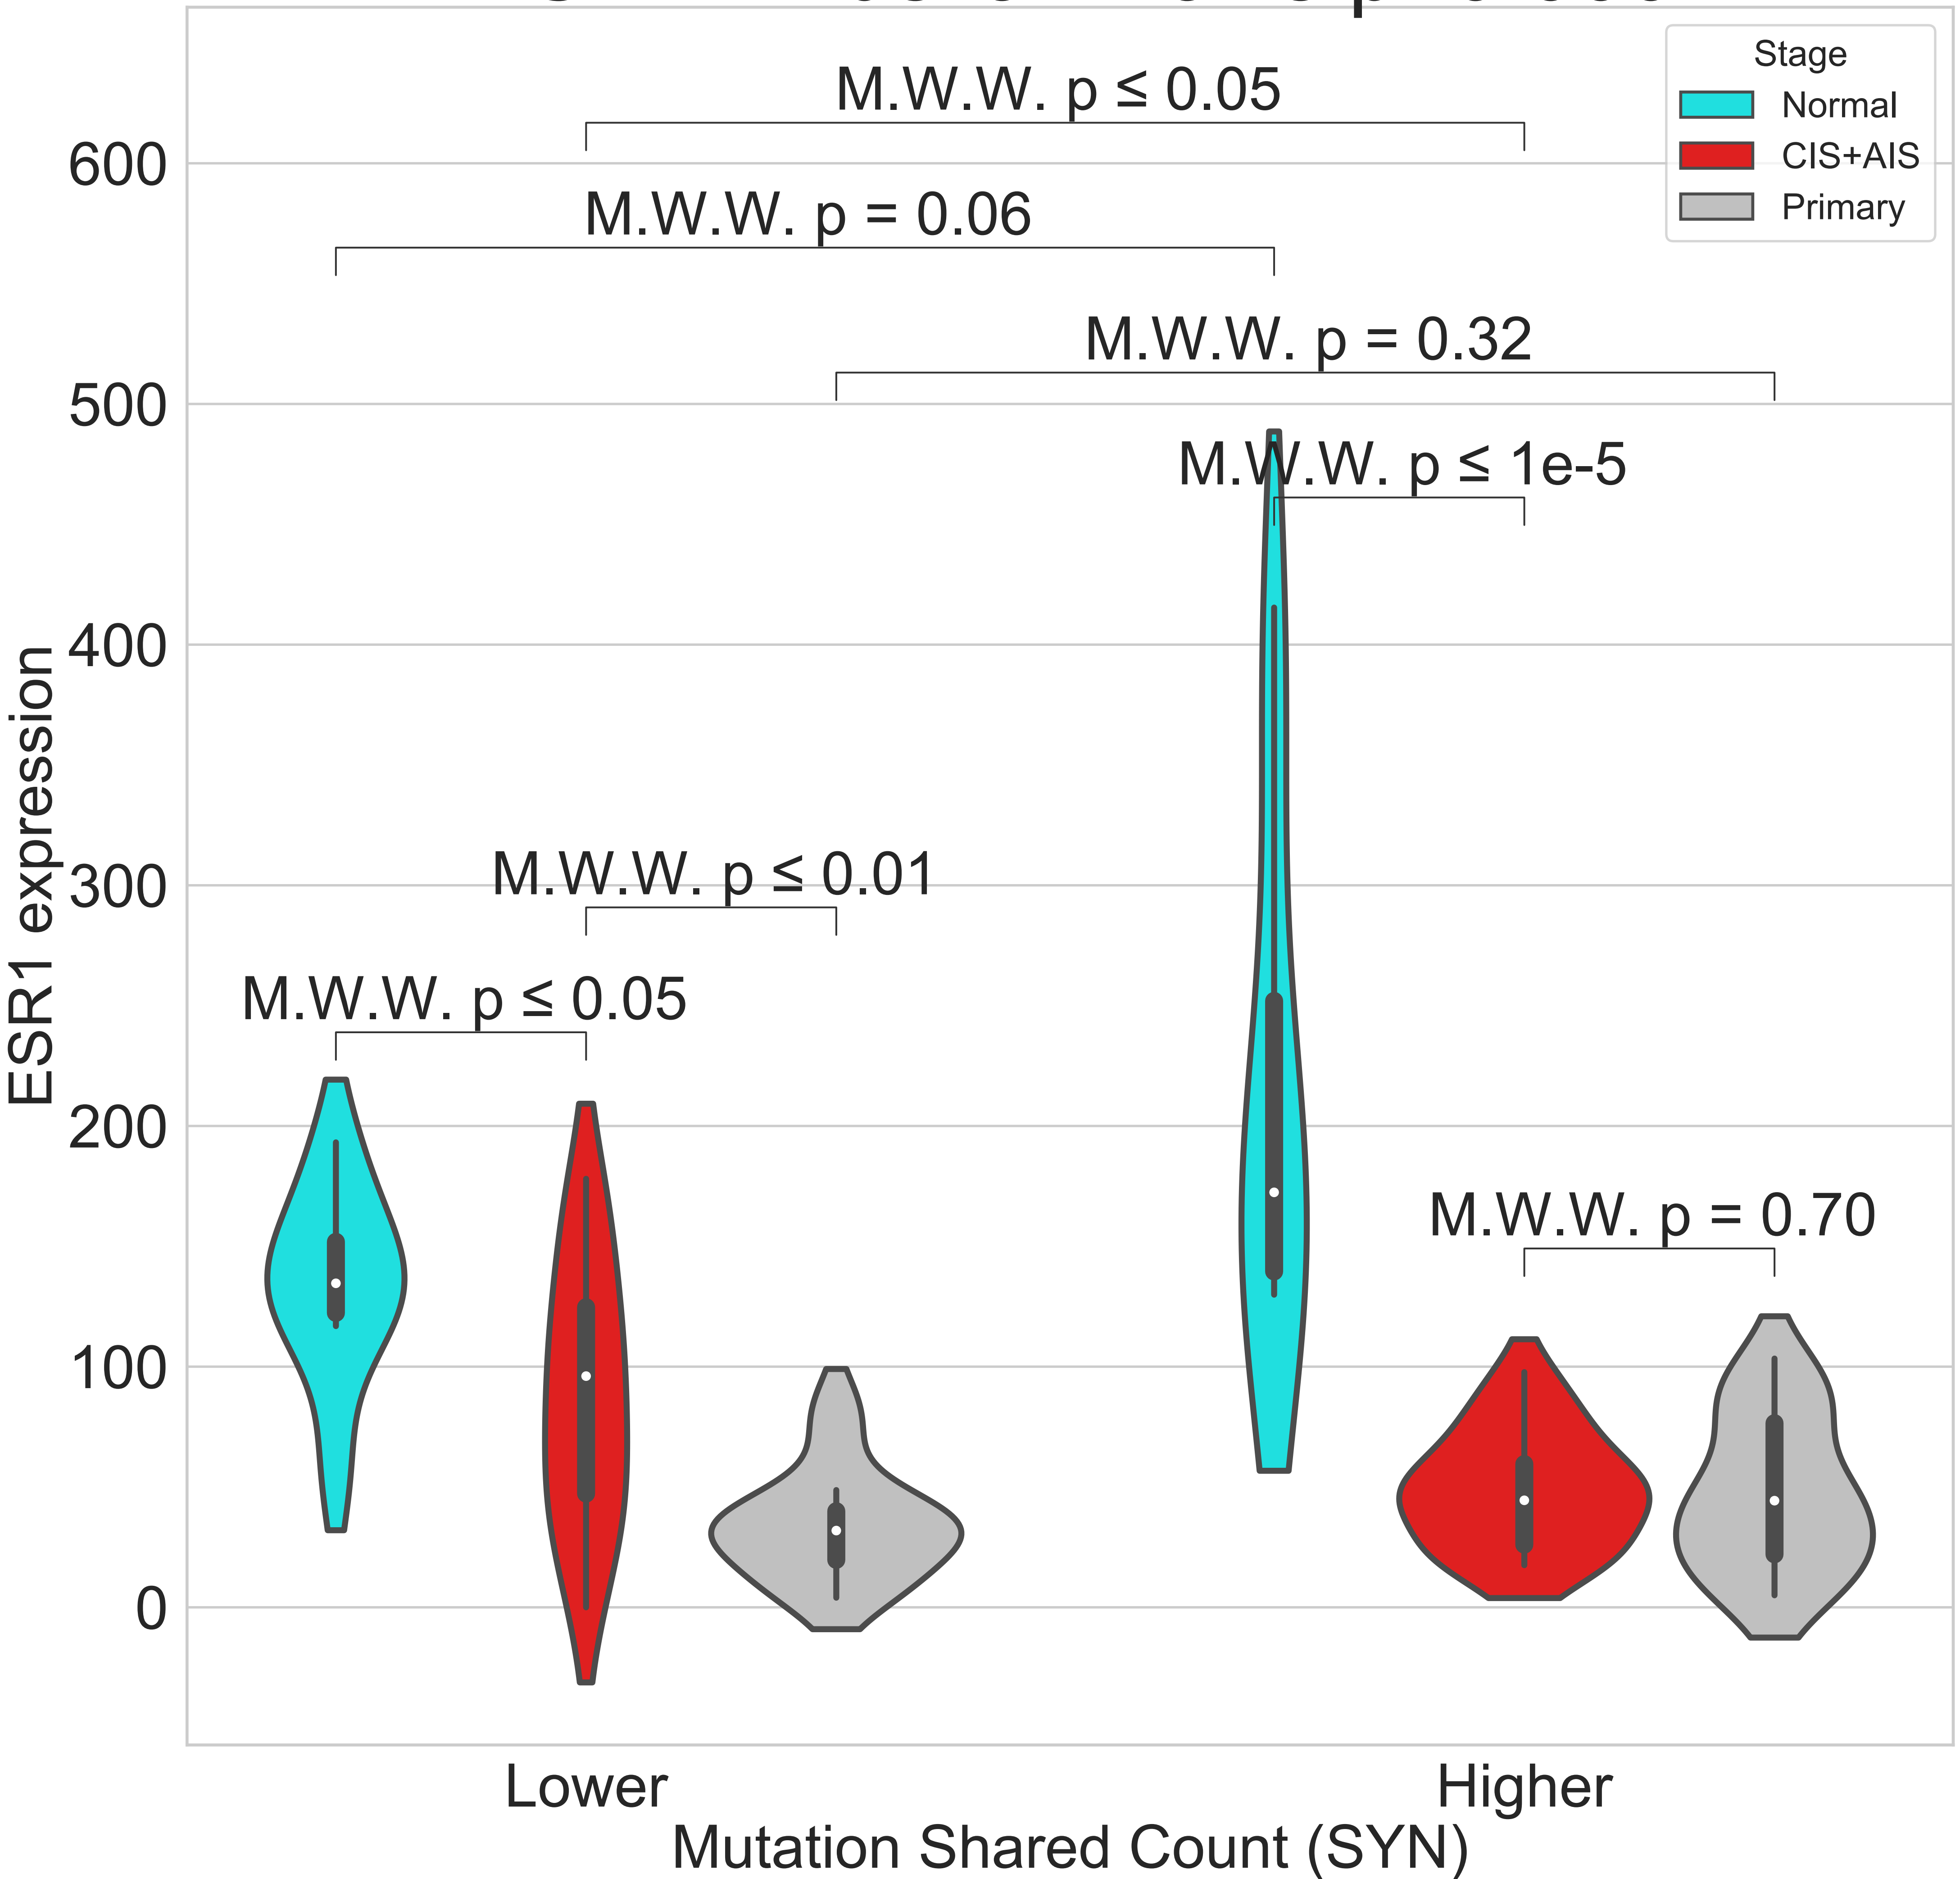 Stage
Normal
CIS+AIS
Primary
M.W.W. p ≤ 0.05
M.W.W. p = 0.06
M.W.W. p = 0.32
M.W.W. p ≤ 1e-5
M.W.W. p ≤ 0.01
M.W.W. p ≤ 0.05
M.W.W. p = 0.70
600
500
400
300
200
100
0
ESR1 expression
Lower
Higher
Mutation Shared Count (SYN)